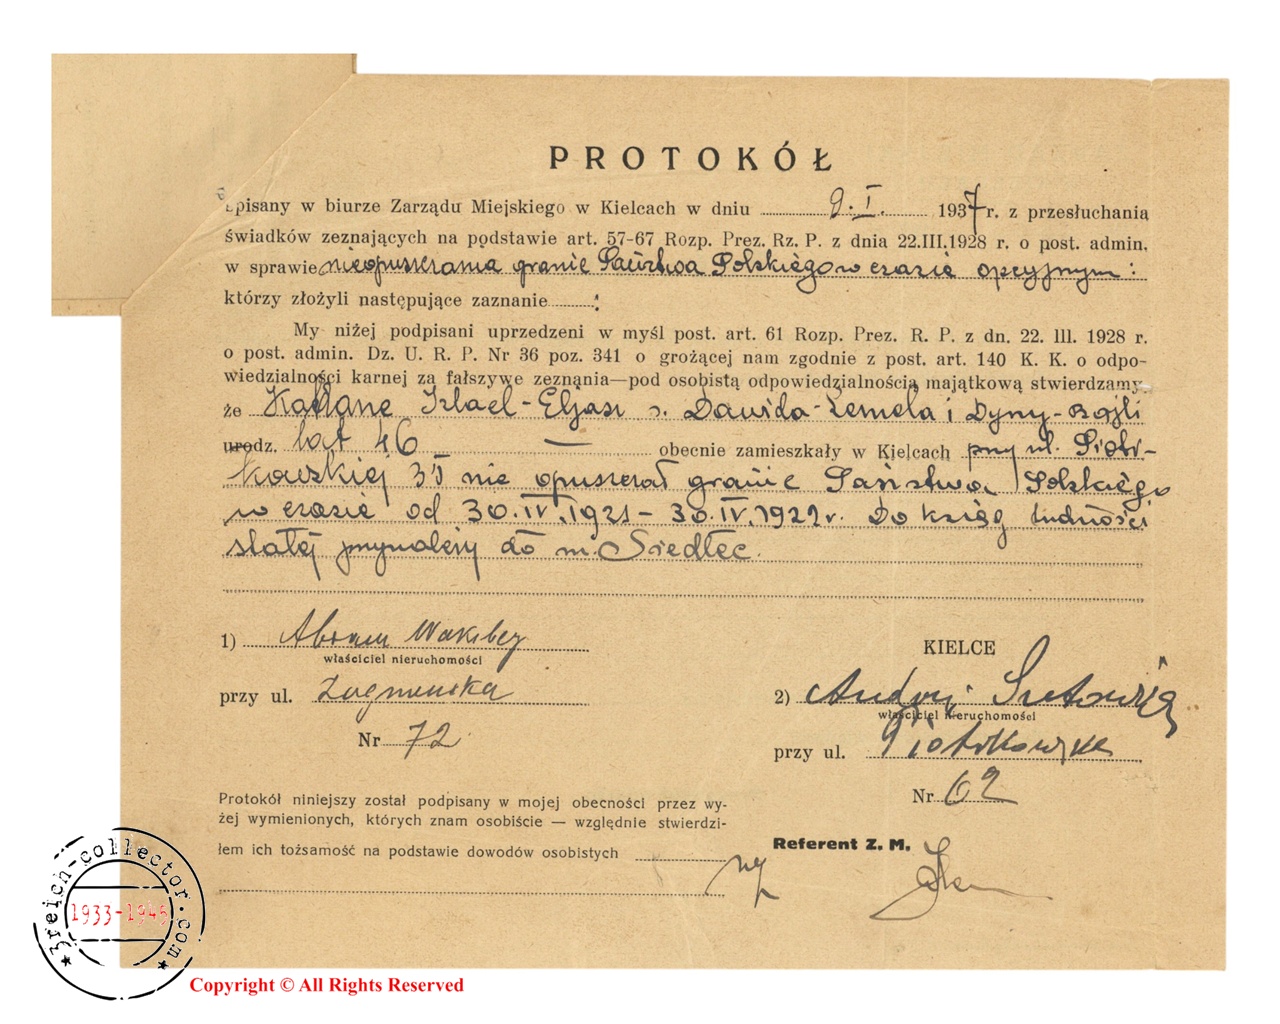 PROTOKÓŁ
spisany w biurze Zarządu Miejskiego w Kielcach w dniu 9.I. 1937 r. z przesłuchania
świadków zeznających na podstawie art. 57-67 Rozp. Prez. Rz. P. z dnia 22.III.1928 r. o post. admin.
w sprawie nieopuszczania granic Państwa Polskiego w czasie opcyjnym:
którzy złożyli następujące zaznanie :
My niżej podpisani uprzedzeni w myśl post. art. 61 Rozp. Prez. R. P. z dn. 22. III. 1928 r.
o post. admin. Dz. U. R. P. Nr 36 poz. 341 o grożącej nam zgodnie z post. art. 140 K. K. o odpo-
wiedzialności karnej za fałszywe zeznania—pod osobistą odpowiedzialnością majątkową stwierdzamy,
że Izrael-Eljasz s. Dawida-Zemela i Dyny-Rojli
urodz. lat 46 — obecnie zamieszkały w Kielcach przy ul. Piotr-
kowskiej nie opuszczał granic Państwa Polskiego
w czasie od 30.IV.1921 – 30.IV.1922 r. Do ksiąg ludności
stałej przynależy do m. Siedlec.
1) Abram
właściciel nieruchomości
przy ul.
Nr 72
KIELCE
2) Andrzej
właściciel nieruchomości
przy ul. Piotrkowska
Nr 62
Protokół niniejszy został podpisany w mojej obecności przez wy-
żej wymienionych, których znam osobiście — względnie stwierdzi-
łem ich tożsamość na podstawie dowodów osobistych
Referent Z. M.
3reich-collector.com
1933-1945
Copyright © All Rights Reserved